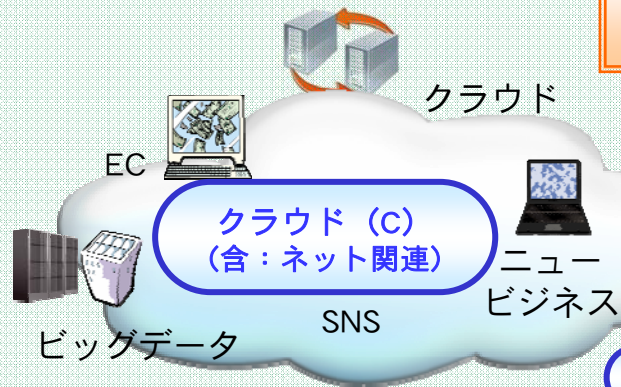 クラウド
EC
クラウド（C）
（含：ネット関連）
ニュー
ビジネス
SNS
ビッグデータ